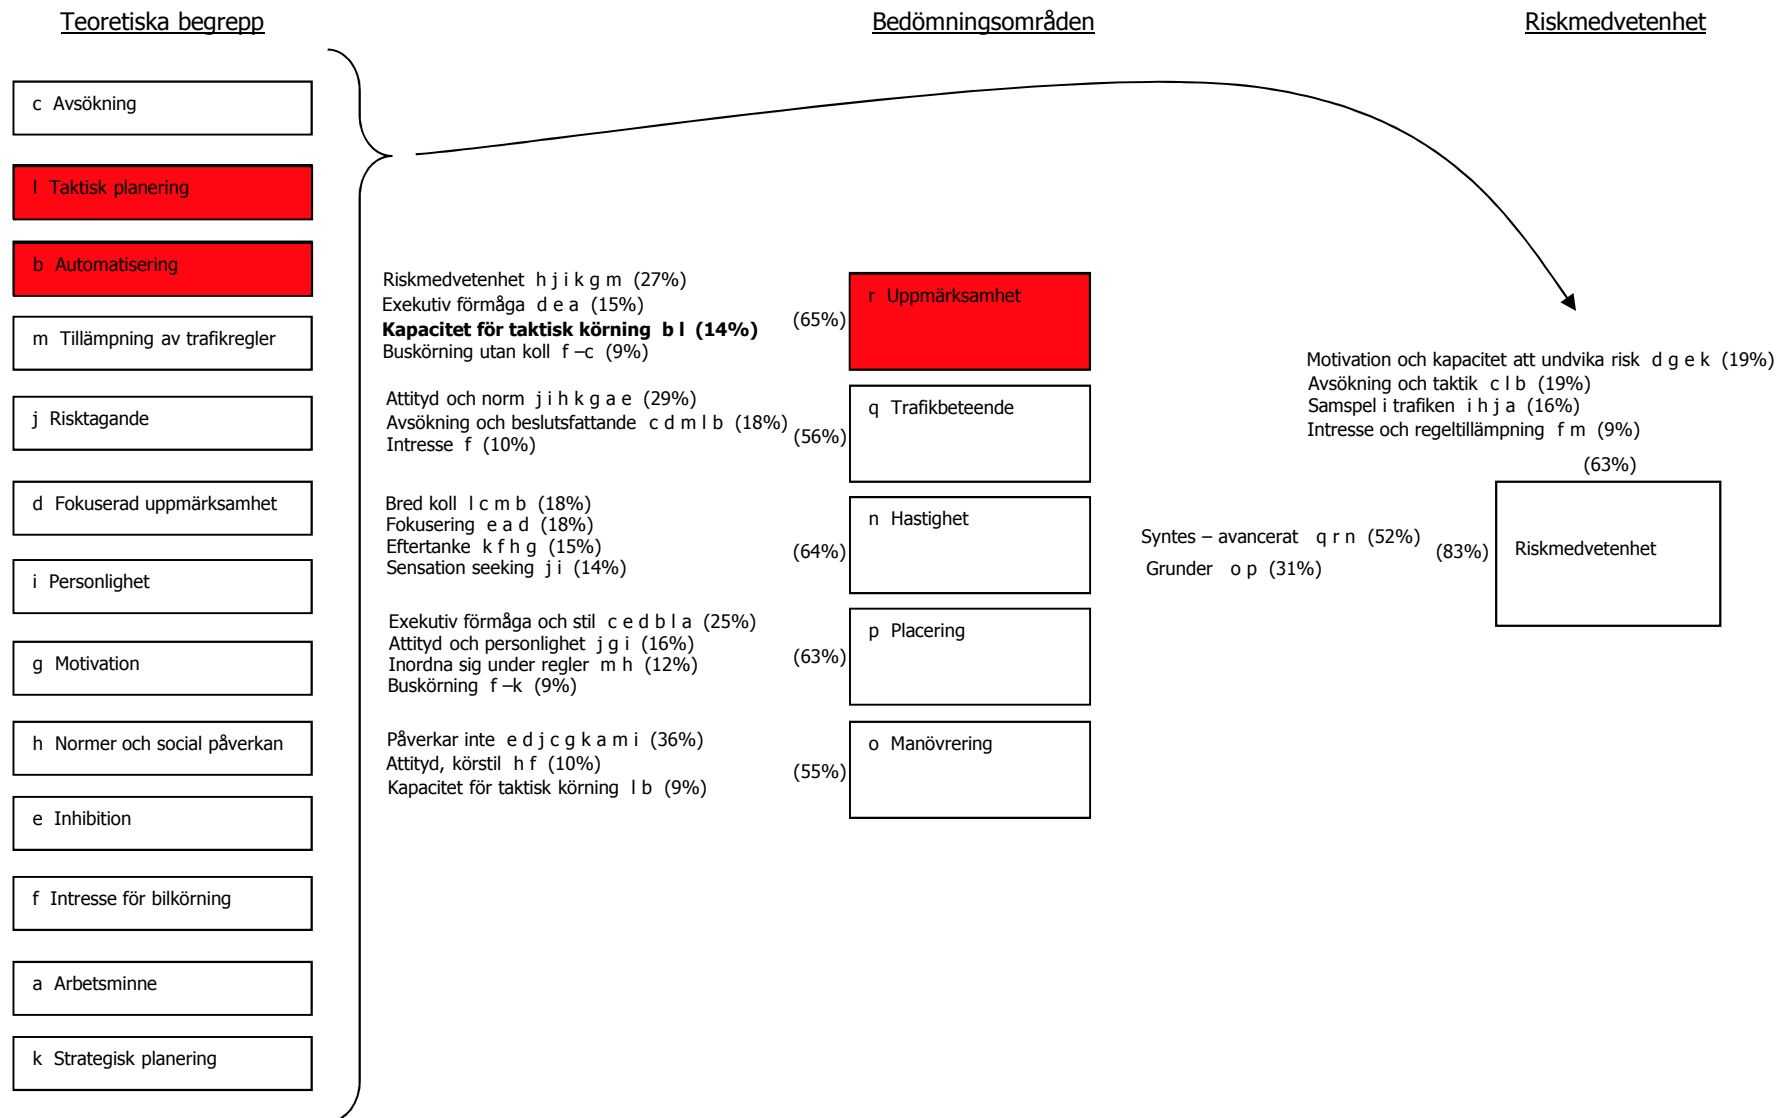 Teoretiska begrepp
c Avsökning
l Taktisk planering
b Automatisering
m Tillämpning av trafikregler
j Risktagande
d Fokuserad uppmärksamhet
i Personlighet
g Motivation
h Normer och social påverkan
e Inhibition
f Intresse för bilkörning
a Arbetsminne
k Strategisk planering
Bedömningsområden
Riskmedvetenhet h j i k g m (27%)
Exekutiv förmåga d e a (15%)
Kapacitet för taktisk körning b l (14%)
Buskörning utan koll f –c (9%)
(65%)
r Uppmärksamhet
Attityd och norm j i h k g a e (29%)
Avsökning och beslutsfattande c d m l b (18%)
Intresse f (10%)
(56%)
q Trafikbeteende
Bred koll l c m b (18%)
Fokusering e a d (18%)
Eftertanke k f h g (15%)
Sensation seeking j i (14%)
(64%)
n Hastighet
Exekutiv förmåga och stil c e d b l a (25%)
Attityd och personlighet j g i (16%)
Inordna sig under regler m h (12%)
Buskörning f –k (9%)
(63%)
p Placering
Påverkar inte e d j c g k a m i (36%)
Attityd, körstil h f (10%)
Kapacitet för taktisk körning l b (9%)
(55%)
o Manövrering
Riskmedvetenhet
Motivation och kapacitet att undvika risk d g e k (19%)
Avsökning och taktik c l b (19%)
Samspel i trafiken i h j a (16%)
Intresse och regeltillämpning f m (9%)
(63%)
Syntes – avancerat q r n (52%)
Grunder o p (31%)
(83%)
Riskmedvetenhet